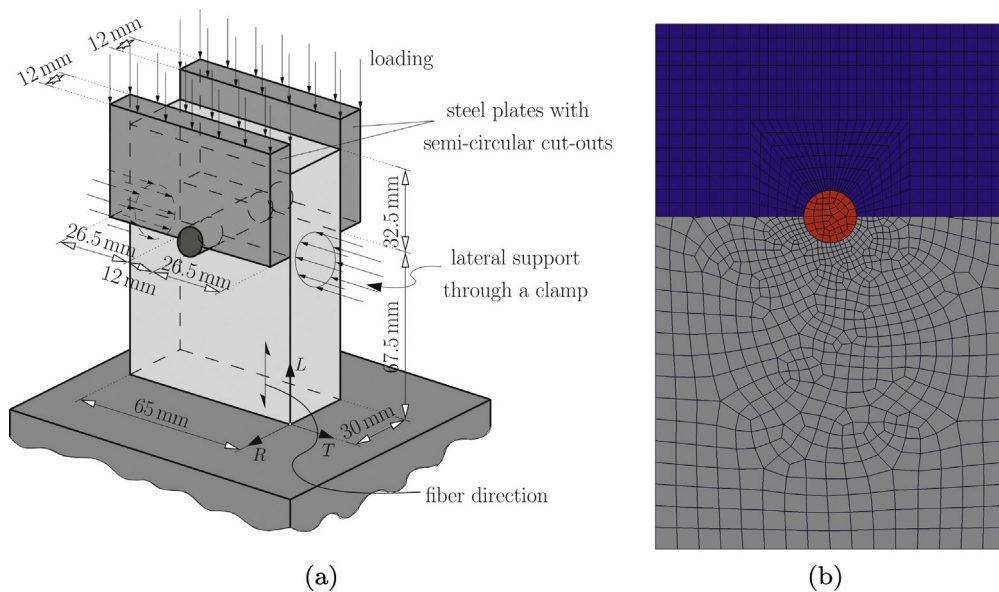 12 mm
12 mm
loading
steel plates with
semi-circular cut-outs
26.5 mm
12 mm
26.5 mm
32.5 mm
lateral support
through a clamp
67.5 mm
L
65 mm
30 mm
R
T
fiber direction
(a)
(b)